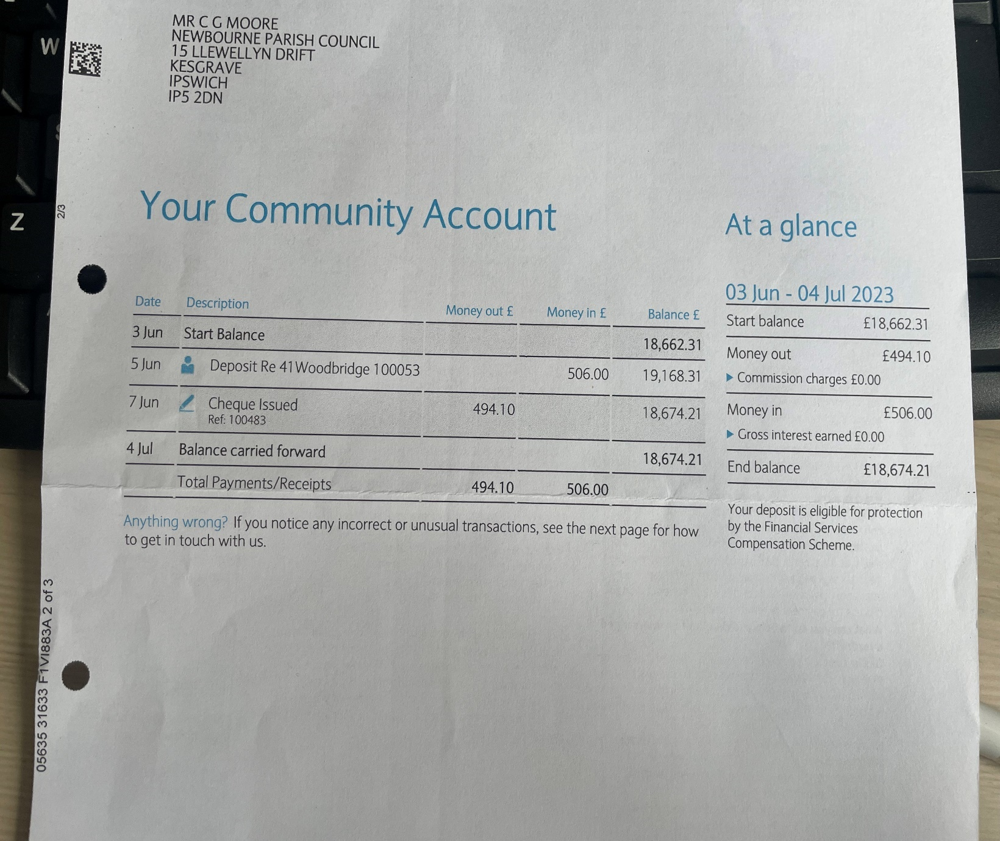 MR C G MOORE
NEWBOURNE PARISH COUNCIL
15 LLEWELLYN DRIFT
KESGRAVE
IPSWICH
IP5 2DN
W
Z
2/3
Your Community Account
Date Description Money out £ Money in £ Balance £
3 Jun Start Balance 18,662.31
5 Jun Deposit Re 41 Woodbridge 100053 506.00 19,168.31
7 Jun Cheque Issued 494.10 18,674.21
Ref: 100483
4 Jul Balance carried forward 18,674.21
Total Payments/Receipts 494.10 506.00
Anything wrong? If you notice any incorrect or unusual transactions, see the next page for how
to get in touch with us.
At a glance
03 Jun - 04 Jul 2023
Start balance £18,662.31
Money out £494.10
Commission charges £0.00
Money in £506.00
Gross interest earned £0.00
End balance £18,674.21
Your deposit is eligible for protection
by the Financial Services
Compensation Scheme.
05635 31633 F1VI883A 2 of 3